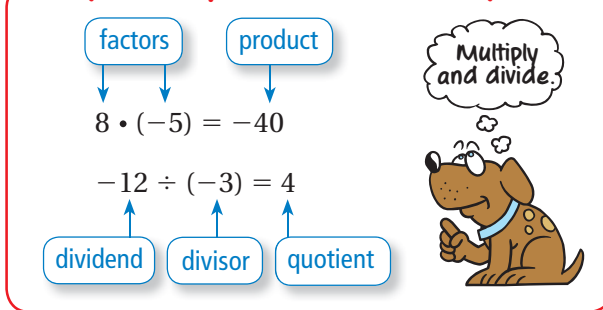 factors product
Multiply
and divide.
8 • (−5) = −40
−12 ÷ (−3) = 4
dividend divisor quotient